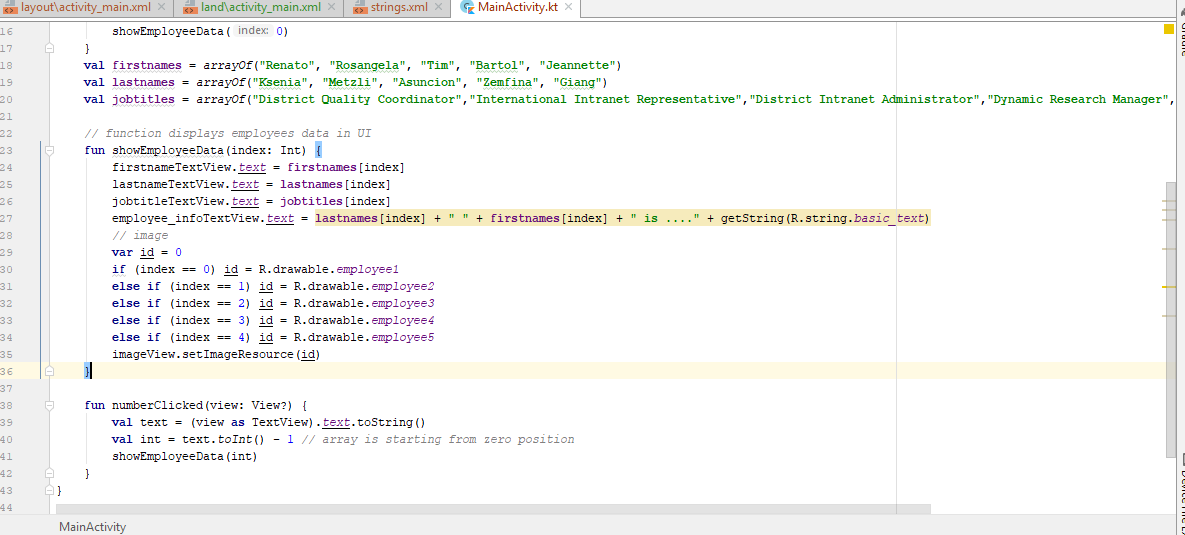 layout\activity_main.xml land\activity_main.xml strings.xml MainActivity.kt
16 showEmployeeData( index: 0)
17 }
18 val firstnames = arrayOf("Renato", "Rosangela", "Tim", "Bartol", "Jeannette")
19 val lastnames = arrayOf("Ksenia", "Metzli", "Asuncion", "Zemfina", "Giang")
20 val jobtitles = arrayOf("District Quality Coordinator","International Intranet Representative","District Intranet Administrator","Dynamic Research Manager",
21
22 // function displays employees data in UI
23 fun showEmployeeData(index: Int) {
24 firstnameTextView.text = firstnames[index]
25 lastnameTextView.text = lastnames[index]
26 jobtitleTextView.text = jobtitles[index]
27 employee_infoTextView.text = lastnames[index] + " " + firstnames[index] + " is ...." + getString(R.string.basic_text)
28 // image
29 var id = 0
30 if (index == 0) id = R.drawable.employee1
31 else if (index == 1) id = R.drawable.employee2
32 else if (index == 2) id = R.drawable.employee3
33 else if (index == 3) id = R.drawable.employee4
34 else if (index == 4) id = R.drawable.employee5
35 imageView.setImageResource(id)
36 }
37
38 fun numberClicked(view: View?) {
39 val text = (view as TextView).text.toString()
40 val int = text.toInt() - 1 // array is starting from zero position
41 showEmployeeData(int)
42 }
43 }
44
MainActivity